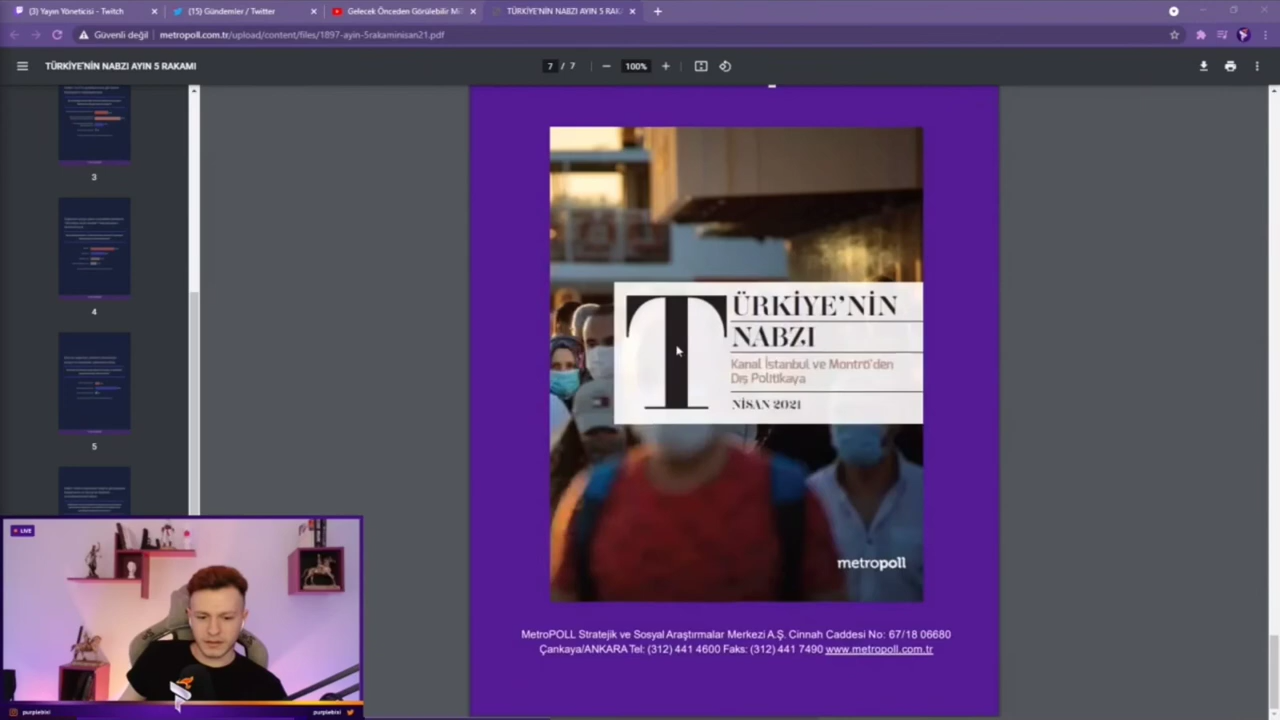 (3) Yayın Yöneticisi - Twitch
(15) Gündemler / Twitter
Gelecek Önceden Görülebilir Mi
TÜRKİYE'NİN NABZI AYIN 5 RAKA
Güvenli değil
metropoll.com.tr/upload/content/files/1897-ayin-5rakaminisan21.pdf
TÜRKİYE'NİN NABZI AYIN 5 RAKAMI
7 / 7
100%
3
4
5
TÜRKİYE'NİN
NABZI
Kanal İstanbul ve Montrö'den
Dış Politikaya
NİSAN 2021
metropoll
MetroPOLL Stratejik ve Sosyal Araştırmalar Merkezi A.Ş. Cinnah Caddesi No: 67/18 06680
Çankaya/ANKARA Tel: (312) 441 4600 Faks: (312) 441 7490 www.metropoll.com.tr
LIVE
purplebixi
purplebixi